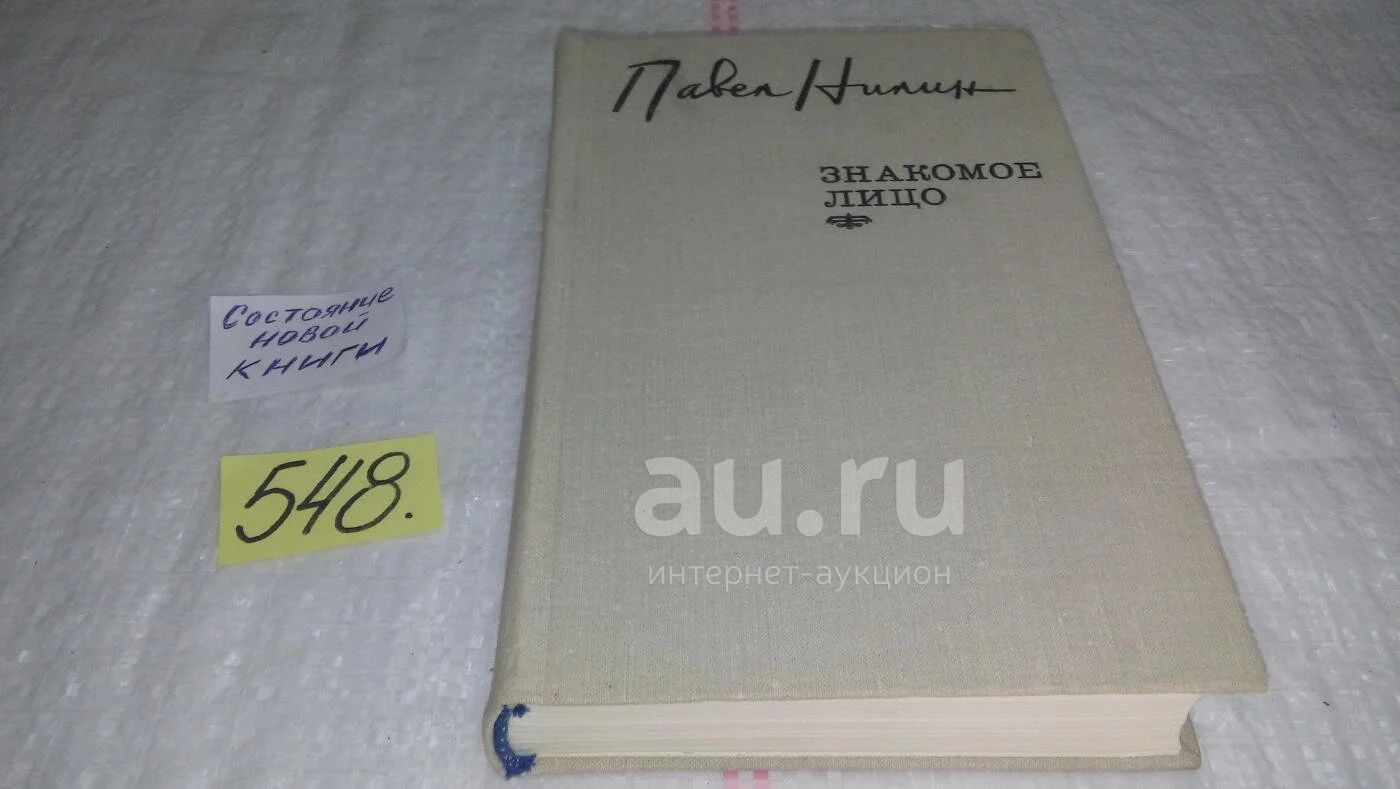 Павел Нилин
ЗНАКОМОЕ
ЛИЦО
Состояние
новой
книги
548.
au.ru
интернет-аукцион